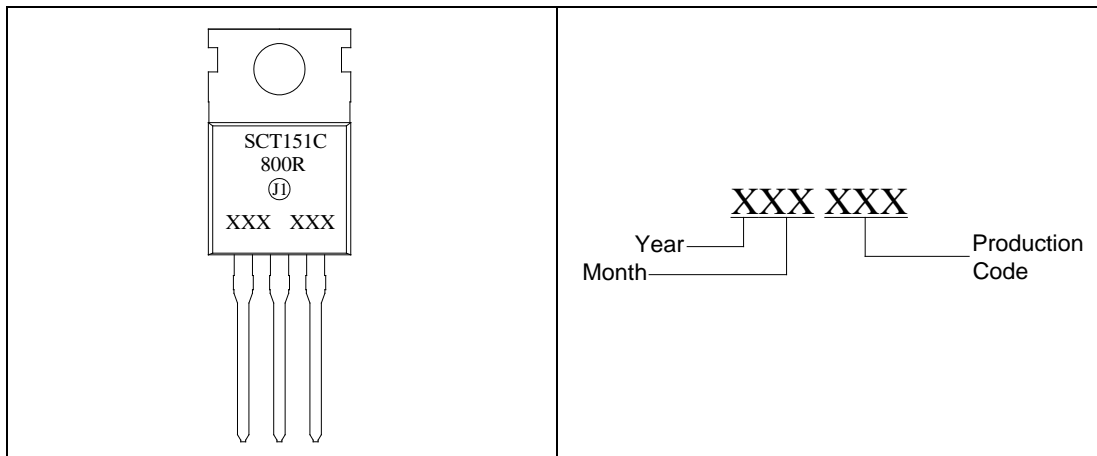 SCT151C
800R
J1
XXX XXX
XXX XXX
Year
Month
Production
Code